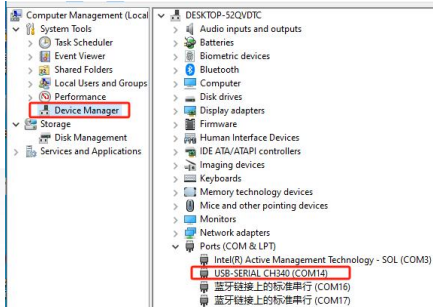 Computer Management (Local
System Tools
Task Scheduler
Event Viewer
Shared Folders
Local Users and Groups
Performance
Device Manager
Storage
Disk Management
Services and Applications
DESKTOP-52QVDTC
Audio inputs and outputs
Batteries
Biometric devices
Bluetooth
Computer
Disk drives
Display adapters
Firmware
Human Interface Devices
IDE ATA/ATAPI controllers
Imaging devices
Keyboards
Memory technology devices
Mice and other pointing devices
Monitors
Network adapters
Ports (COM & LPT)
Intel(R) Active Management Technology - SOL (COM3)
USB-SERIAL CH340 (COM14)
蓝牙链接上的标准串行 (COM16)
蓝牙链接上的标准串行 (COM17)